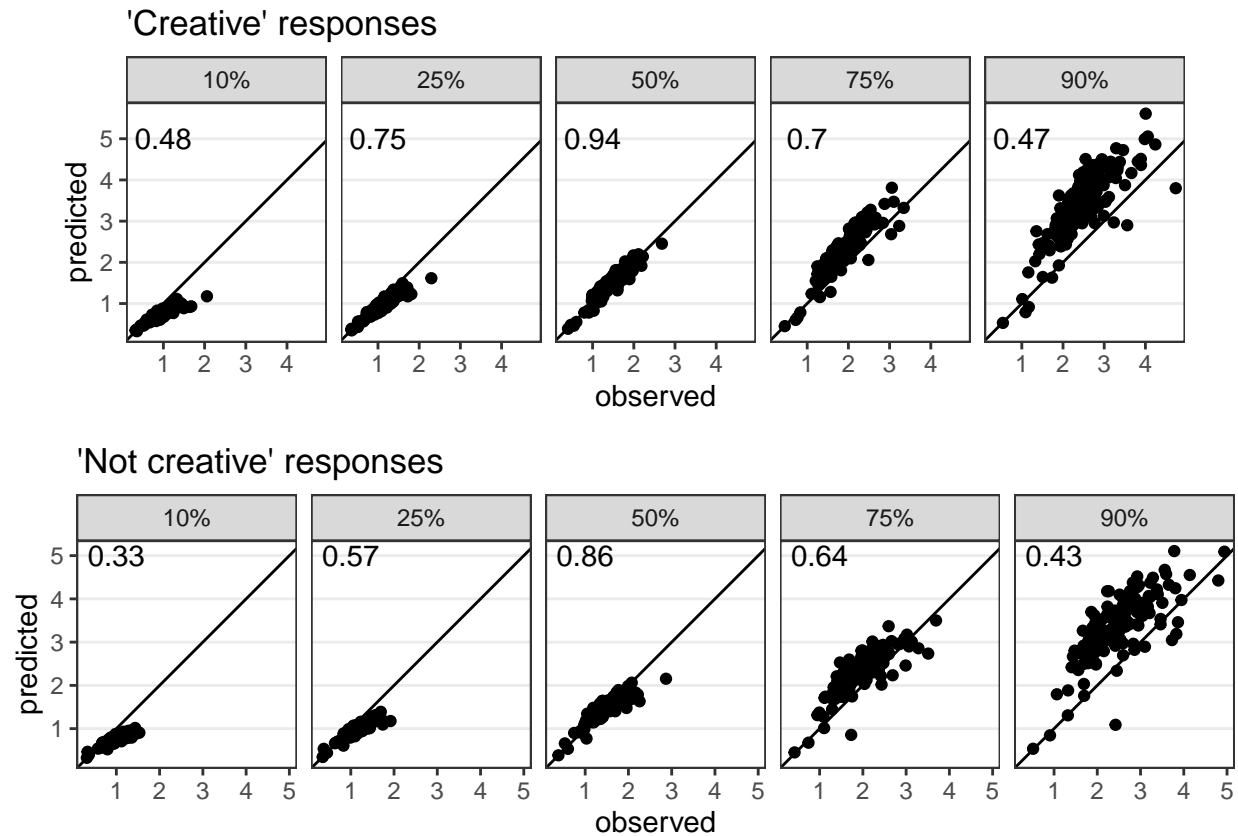 'Creative' responses
10% 25% 50% 75% 90%
0.48 0.75 0.94 0.7 0.47
5
4
3
2
1
predicted
1 2 3 4 1 2 3 4 1 2 3 4 1 2 3 4 1 2 3 4
observed
'Not creative' responses
10% 25% 50% 75% 90%
0.33 0.57 0.86 0.64 0.43
5
4
3
2
1
predicted
1 2 3 4 5 1 2 3 4 5 1 2 3 4 5 1 2 3 4 5 1 2 3 4 5
observed